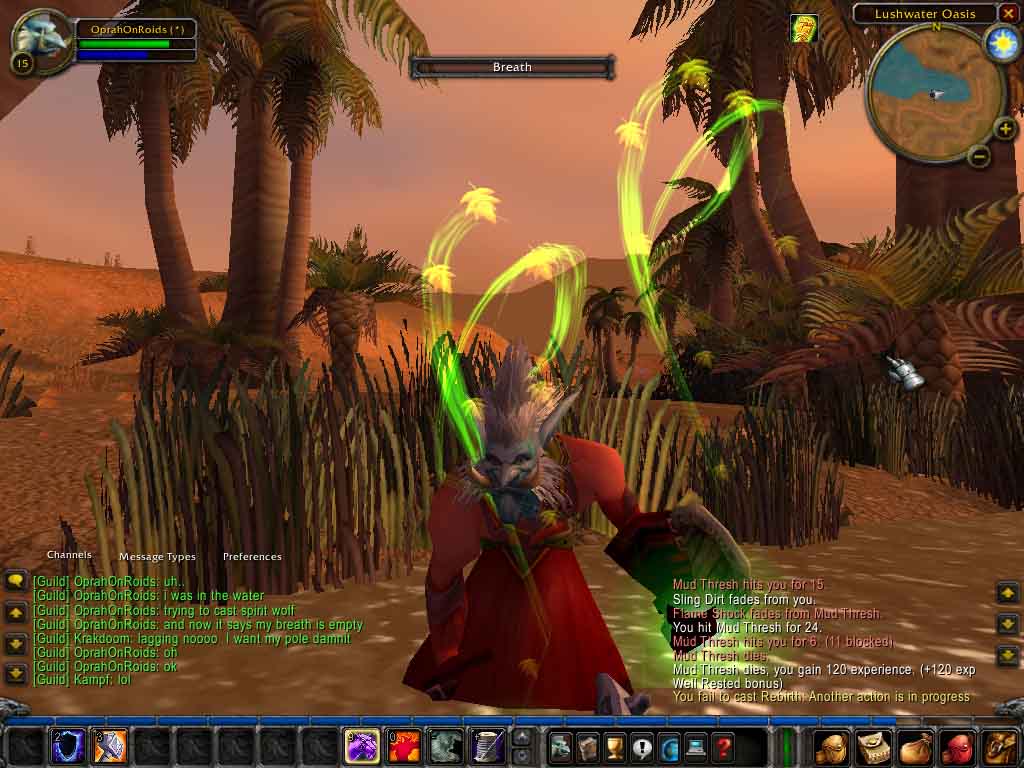 OprahOnRoids (*)
15
Breath
Lushwater Oasis
N
Channels
Message Types
Preferences
[Guild] OprahOnRoids: uh..
[Guild] OprahOnRoids: i was in the water
[Guild] OprahOnRoids: trying to cast spirit wolf
[Guild] OprahOnRoids: and now it says my breath is empty
[Guild] Krakdoom: lagging noooo. I want my pole damnit
[Guild] OprahOnRoids: oh
[Guild] OprahOnRoids: ok
[Guild] Kampf: lol
Mud Thresh hits you for 15.
Sling Dirt fades from you.
Flame Shock fades from Mud Thresh.
You hit Mud Thresh for 24.
Mud Thresh hits you for 6. (11 blocked)
Mud Thresh dies.
Mud Thresh dies, you gain 120 experience. (+120 exp
Well Rested bonus)
You fail to cast Rebirth: Another action is in progress
2
3
9
0